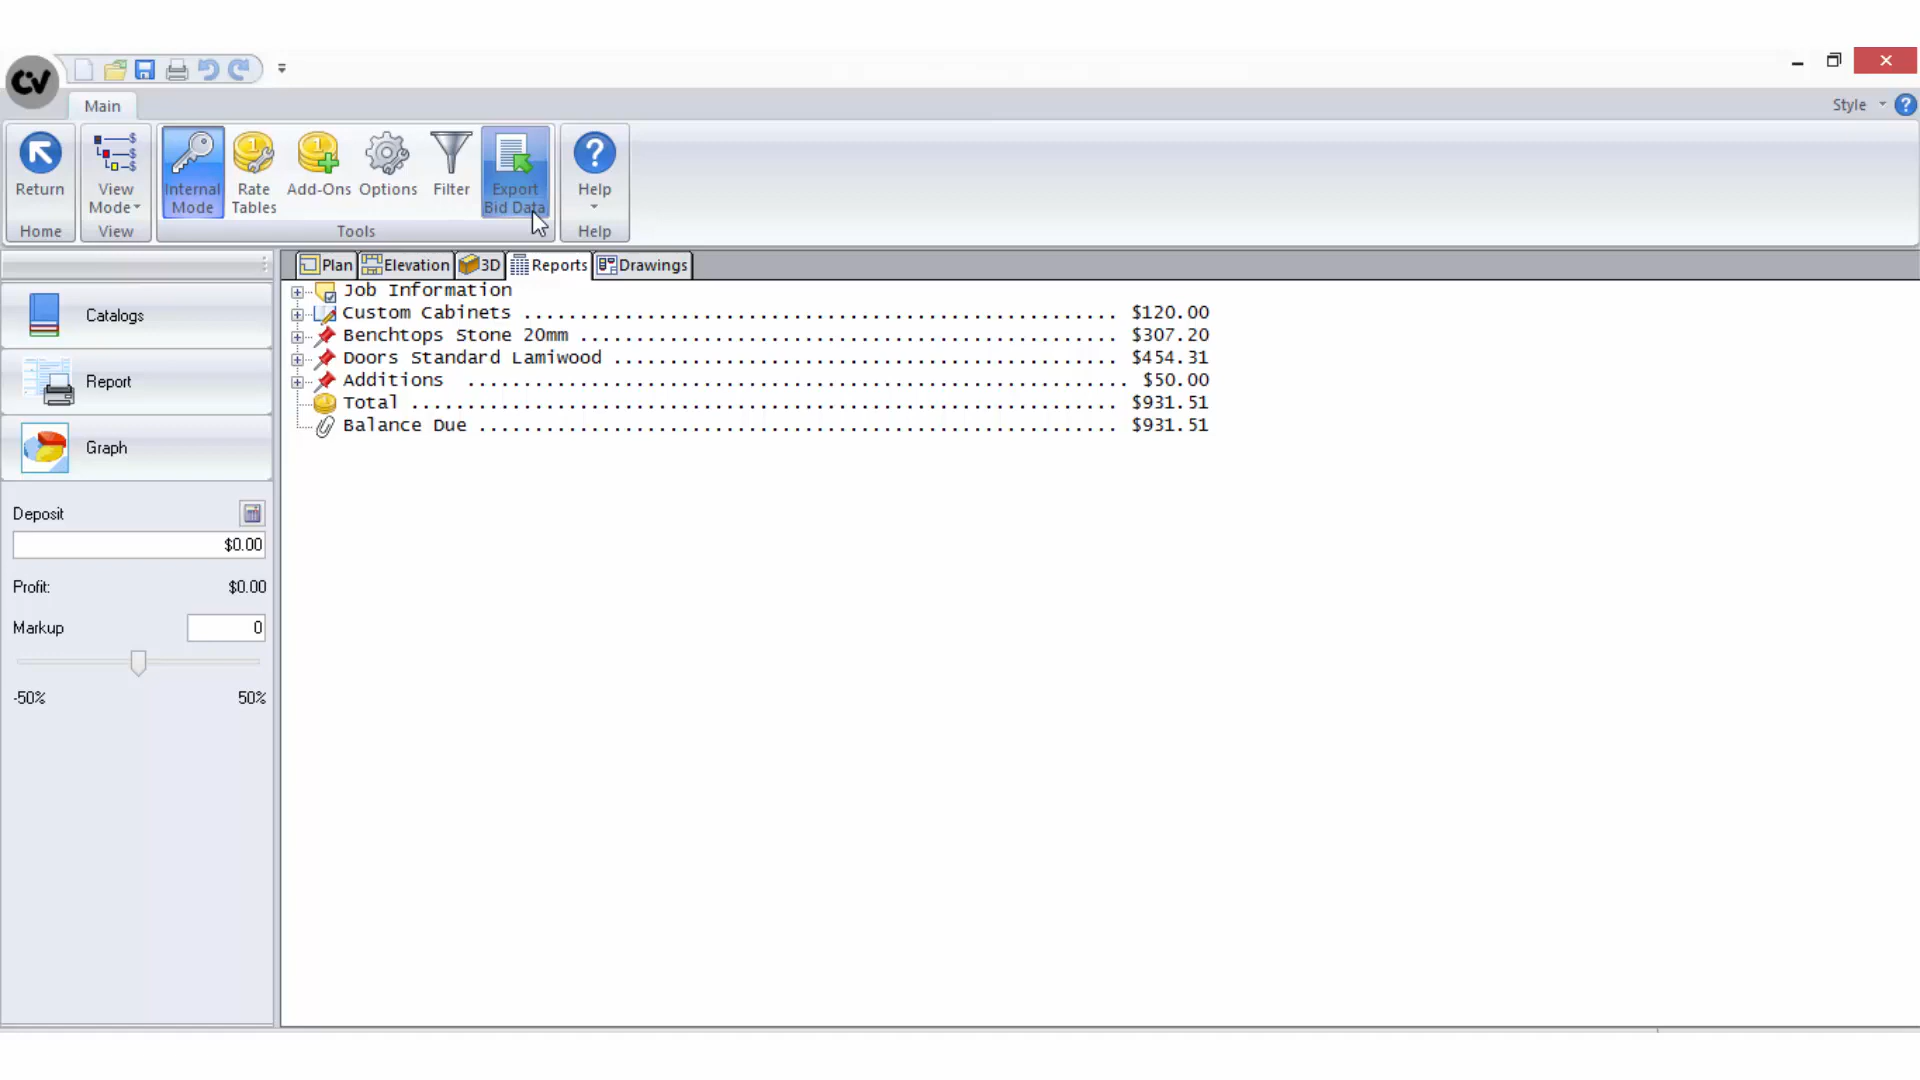 CV
Main
Style
Return
View Mode
Internal Mode
Rate Tables
Add-Ons
Options
Filter
Export Bid Data
Help
Home
View
Tools
Help
Plan
Elevation
3D
Reports
Drawings
Catalogs
Report
Graph
Deposit
$0.00
Profit: $0.00
Markup 0
-50% 50%
Job Information
Custom Cabinets ..................................................... $120.00
Benchtops Stone 20mm ................................................ $307.20
Doors Standard Lamiwood ............................................. $454.31
Additions ........................................................... $50.00
Total ............................................................... $931.51
Balance Due ......................................................... $931.51